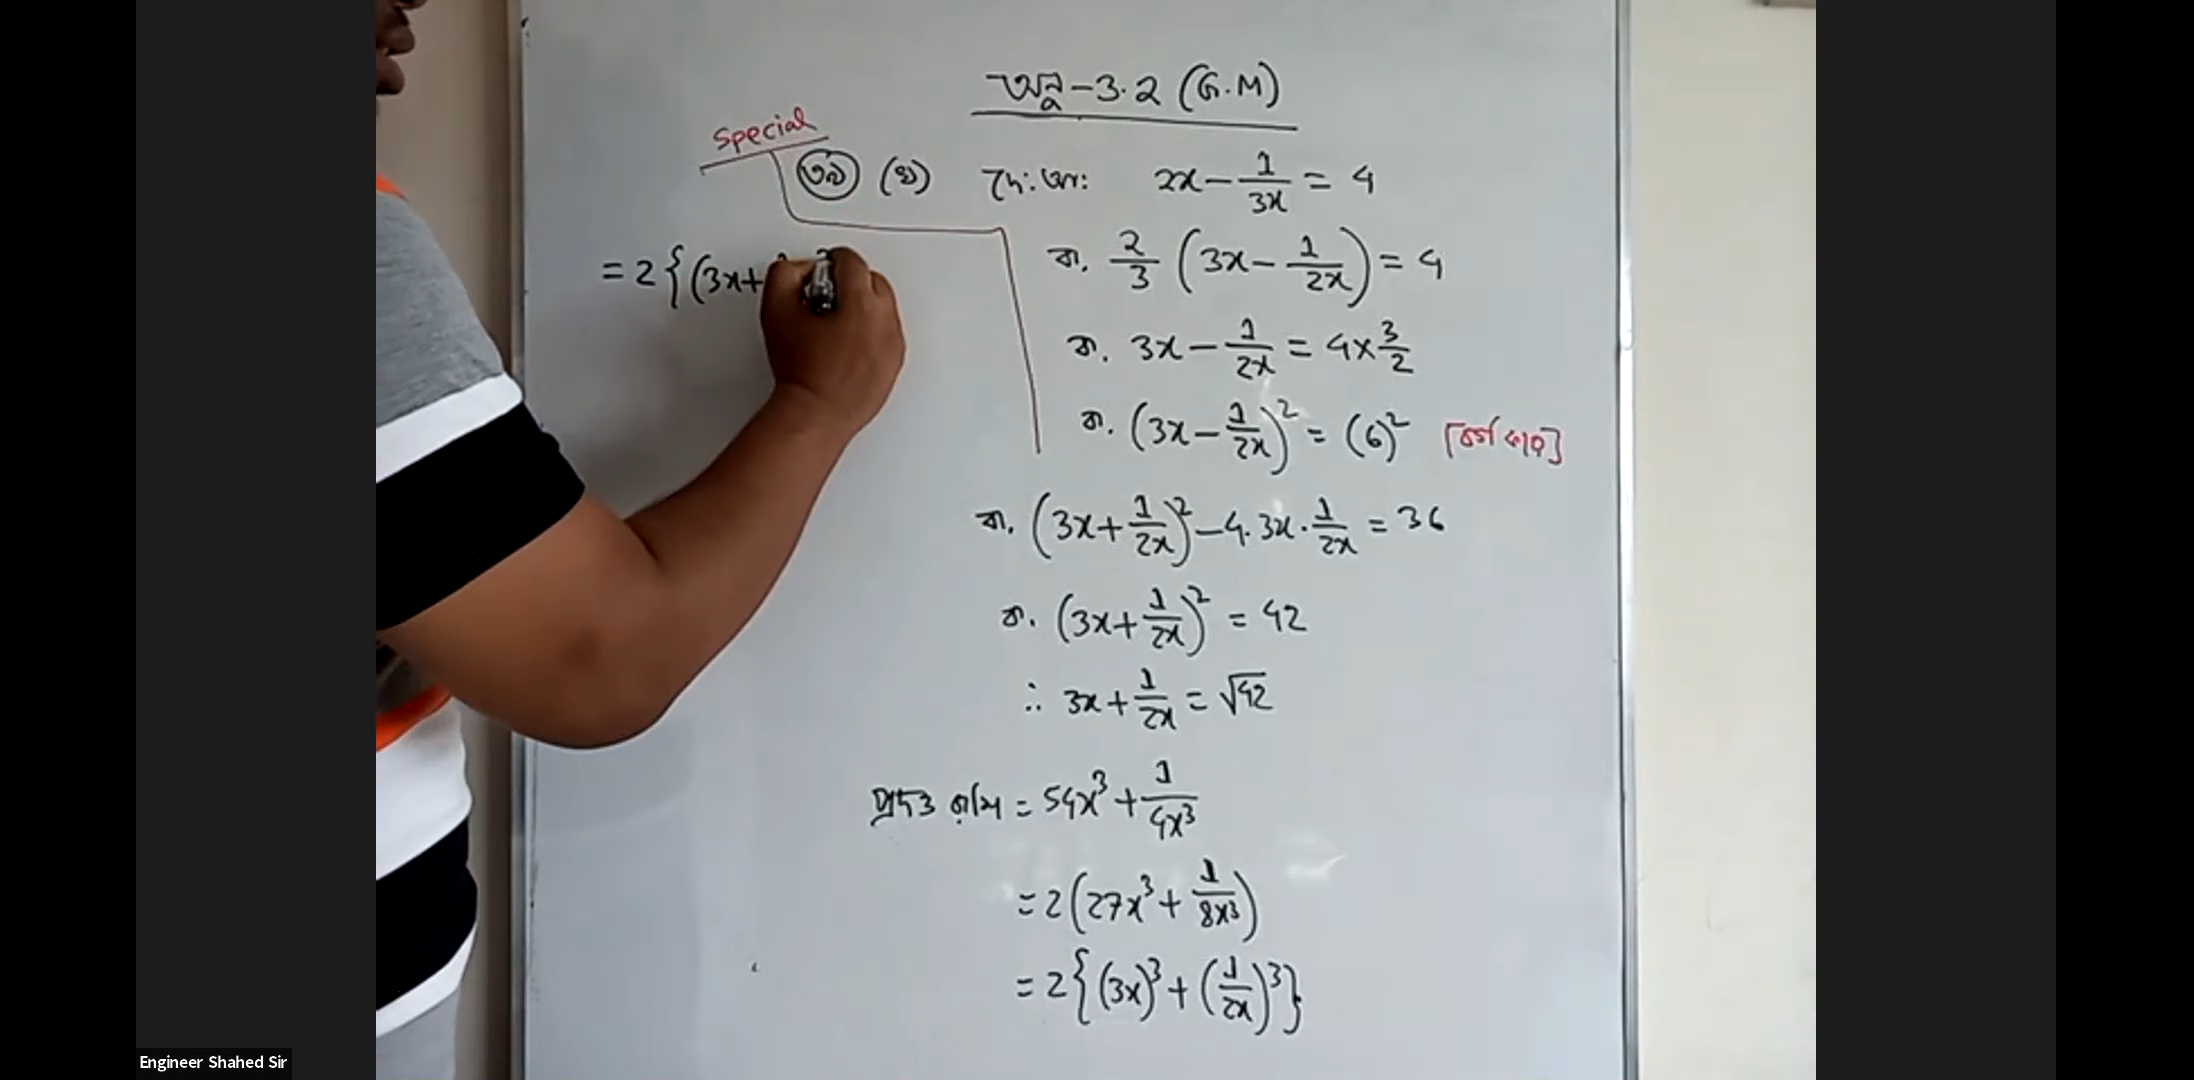 অনু-3.2 (G.M)
Special
(খ) দে: আ: 2x - 1/3x = 4
বা, 2/3 (3x - 1/2x) = 4
বা, 3x - 1/2x = 4 × 3/2
বা, (3x - 1/2x)² = (6)² [বর্গ করে]
বা, (3x + 1/2x)² - 4.3x.1/2x = 36
বা, (3x + 1/2x)² = 42
∴ 3x + 1/2x = √42
প্রদত্ত রাশি = 54x³ + 1/4x³
= 2(27x³ + 1/8x³)
= 2{(3x)³ + (1/2x)³}
= 2{(3x+
Engineer Shahed Sir